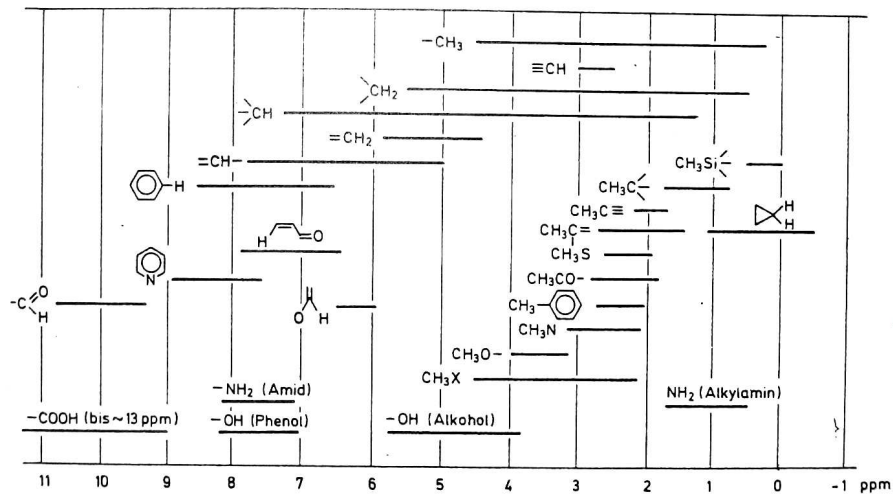 –CH₃
≡CH
>CH₂
>CH
=CH₂
=CH–
CH₃Si
H
CH₃C
CH₃C≡
H
H
H O
CH₃C=
CH₃S
N
CH₃CO–
–C O H
O H
CH₃–
CH₃N
CH₃O–
CH₃X
–NH₂ (Amid)
NH₂ (Alkylamin)
–COOH (bis ~ 13 ppm)
–OH (Phenol)
–OH (Alkohol)
11 10 9 8 7 6 5 4 3 2 1 0 -1 ppm